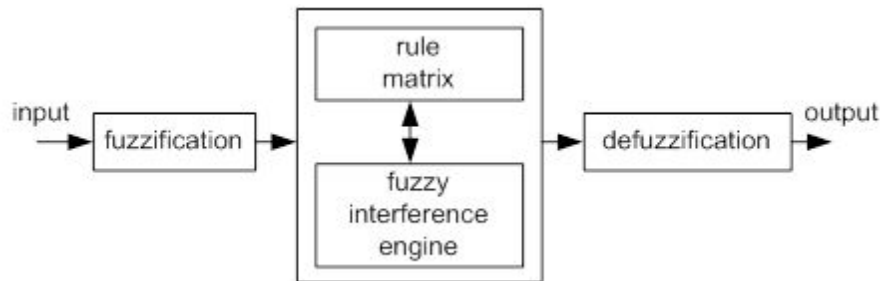 input
fuzzification
rule
matrix
fuzzy
interference
engine
defuzzification
output